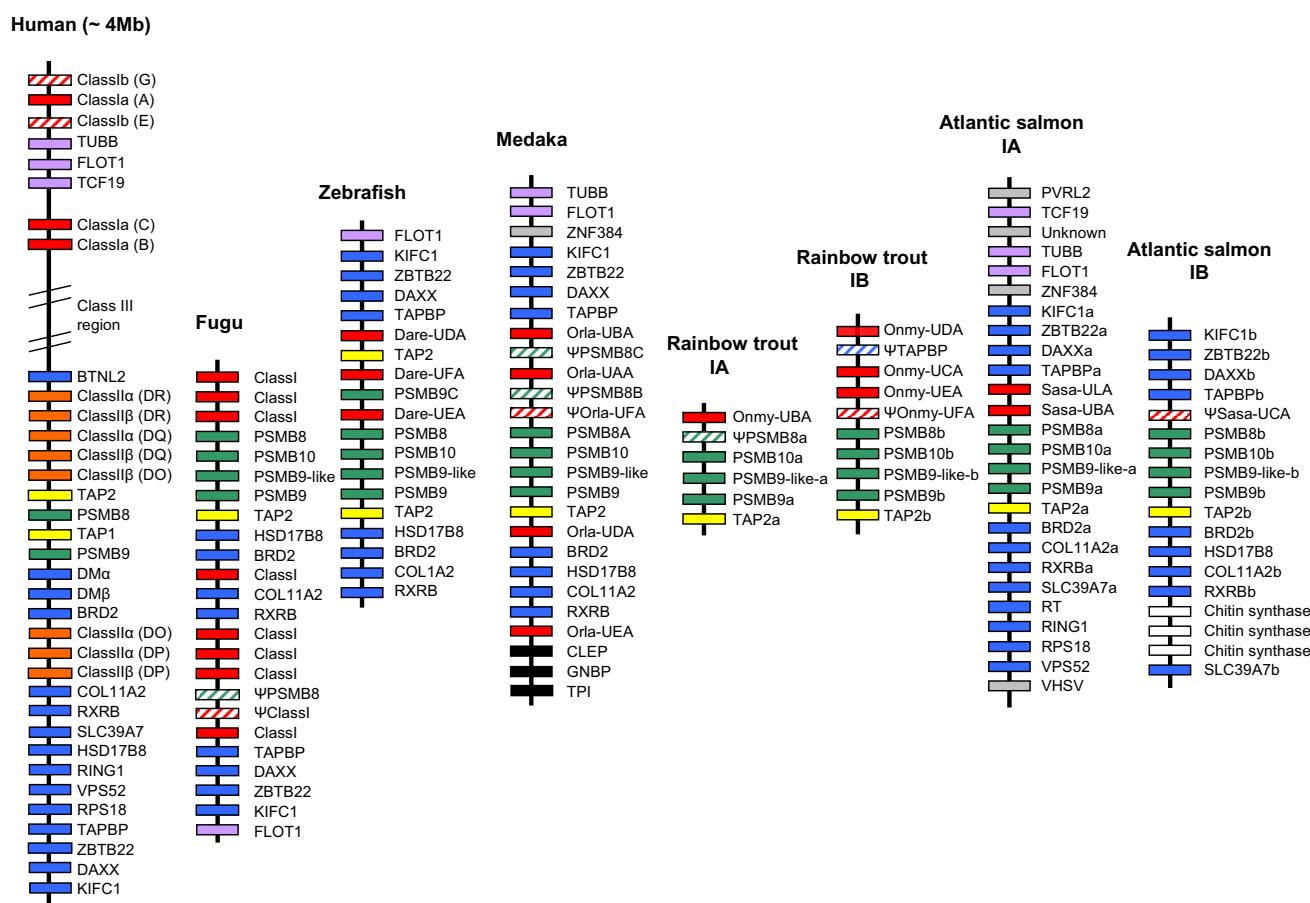 Human (~ 4Mb)
ClassIb (G)
ClassIa (A)
ClassIb (E)
TUBB
FLOT1
TCF19
ClassIa (C)
ClassIa (B)
Class III
region
BTNL2
ClassIIα (DR)
ClassIIβ (DR)
ClassIIα (DQ)
ClassIIβ (DQ)
ClassIIβ (DO)
TAP2
PSMB8
TAP1
PSMB9
DMα
DMβ
BRD2
ClassIIα (DO)
ClassIIα (DP)
ClassIIβ (DP)
COL11A2
RXRB
SLC39A7
HSD17B8
RING1
VPS52
RPS18
TAPBP
ZBTB22
DAXX
KIFC1
Fugu
ClassI
ClassI
ClassI
PSMB8
PSMB10
PSMB9-like
PSMB9
TAP2
HSD17B8
BRD2
ClassI
COL11A2
RXRB
ClassI
ClassI
ClassI
ΨPSMB8
ΨClassI
ClassI
TAPBP
DAXX
ZBTB22
KIFC1
FLOT1
Zebrafish
FLOT1
KIFC1
ZBTB22
DAXX
TAPBP
Dare-UDA
TAP2
Dare-UFA
PSMB9C
Dare-UEA
PSMB8
PSMB10
PSMB9-like
PSMB9
TAP2
HSD17B8
BRD2
COL1A2
RXRB
Medaka
TUBB
FLOT1
ZNF384
KIFC1
ZBTB22
DAXX
TAPBP
Orla-UBA
ΨPSMB8C
Orla-UAA
ΨPSMB8B
ΨOrla-UFA
PSMB8A
PSMB10
PSMB9-like
PSMB9
TAP2
Orla-UDA
BRD2
HSD17B8
COL11A2
RXRB
Orla-UEA
CLEP
GNBP
TPI
Rainbow trout
IA
Onmy-UBA
ΨPSMB8a
PSMB10a
PSMB9-like-a
PSMB9a
TAP2a
Rainbow trout
IB
Onmy-UDA
ΨTAPBP
Onmy-UCA
Onmy-UEA
ΨOnmy-UFA
PSMB8b
PSMB10b
PSMB9-like-b
PSMB9b
TAP2b
Atlantic salmon
IA
PVRL2
TCF19
Unknown
TUBB
FLOT1
ZNF384
KIFC1a
ZBTB22a
DAXXa
TAPBPa
Sasa-ULA
Sasa-UBA
PSMB8a
PSMB10a
PSMB9-like-a
PSMB9a
TAP2a
BRD2a
COL11A2a
RXRBa
SLC39A7a
RT
RING1
RPS18
VPS52
VHSV
Atlantic salmon
IB
KIFC1b
ZBTB22b
DAXXb
TAPBPb
ΨSasa-UCA
PSMB8b
PSMB10b
PSMB9-like-b
PSMB9b
TAP2b
BRD2b
HSD17B8
COL11A2b
RXRBb
Chitin synthase
Chitin synthase
Chitin synthase
SLC39A7b